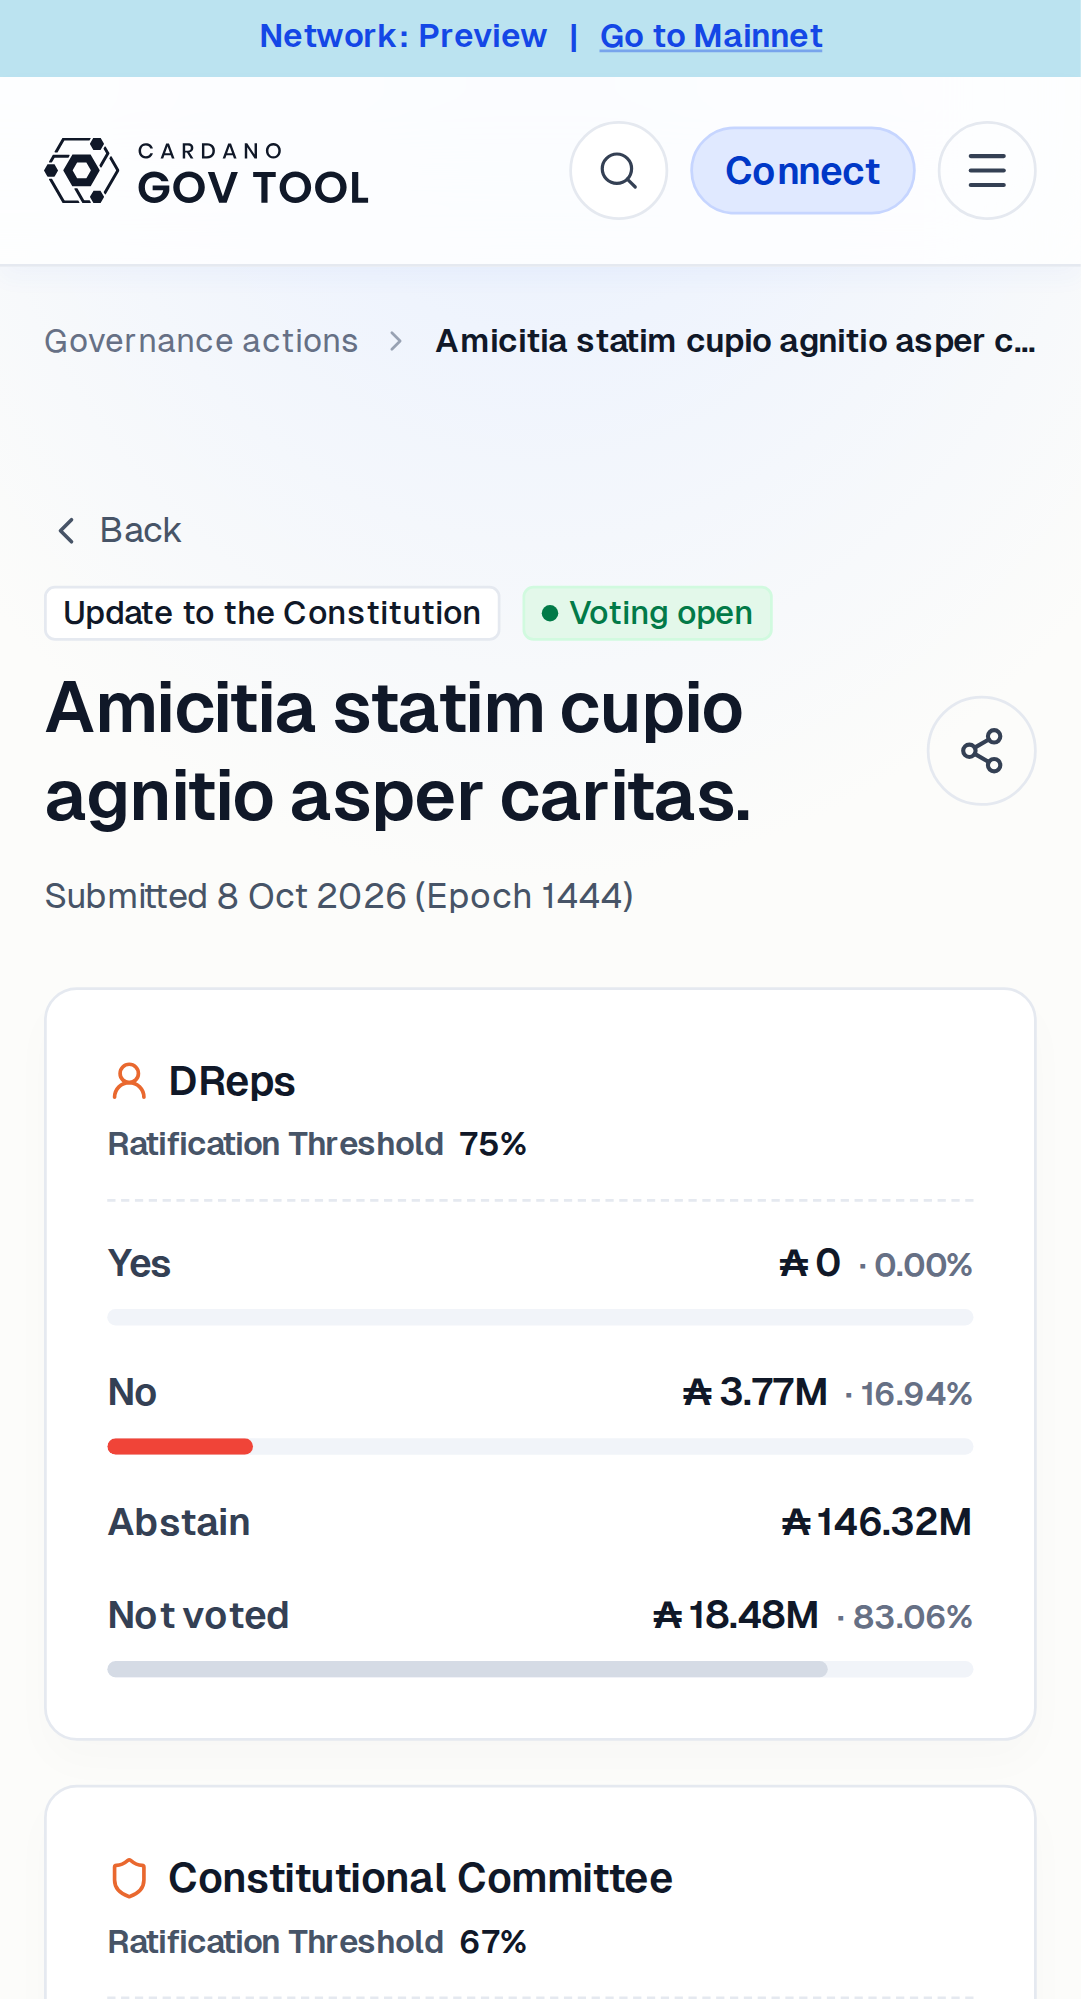 Network: Preview | Go to Mainnet
CARDANO
GOV TOOL
Connect
Governance actions > Amicitia statim cupio agnitio asper c...
Back
Update to the Constitution
Voting open
Amicitia statim cupio
agnitio asper caritas.
Submitted 8 Oct 2026 (Epoch 1444)
DReps
Ratification Threshold 75%
Yes ₳ 0 · 0.00%
No ₳ 3.77M · 16.94%
Abstain ₳ 146.32M
Not voted ₳ 18.48M · 83.06%
Constitutional Committee
Ratification Threshold 67%